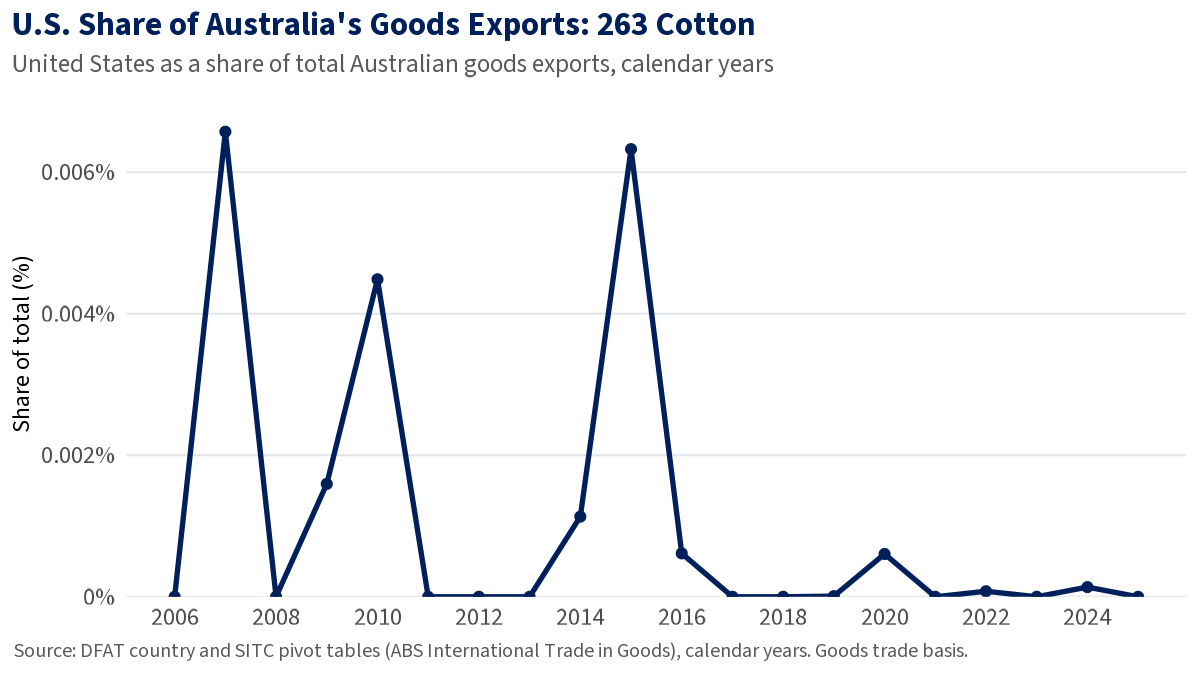 U.S. Share of Australia's Goods Exports: 263 Cotton
United States as a share of total Australian goods exports, calendar years
Share of total (%)
0.006%
0.004%
0.002%
0%
2006 2008 2010 2012 2014 2016 2018 2020 2022 2024
Source: DFAT country and SITC pivot tables (ABS International Trade in Goods), calendar years. Goods trade basis.